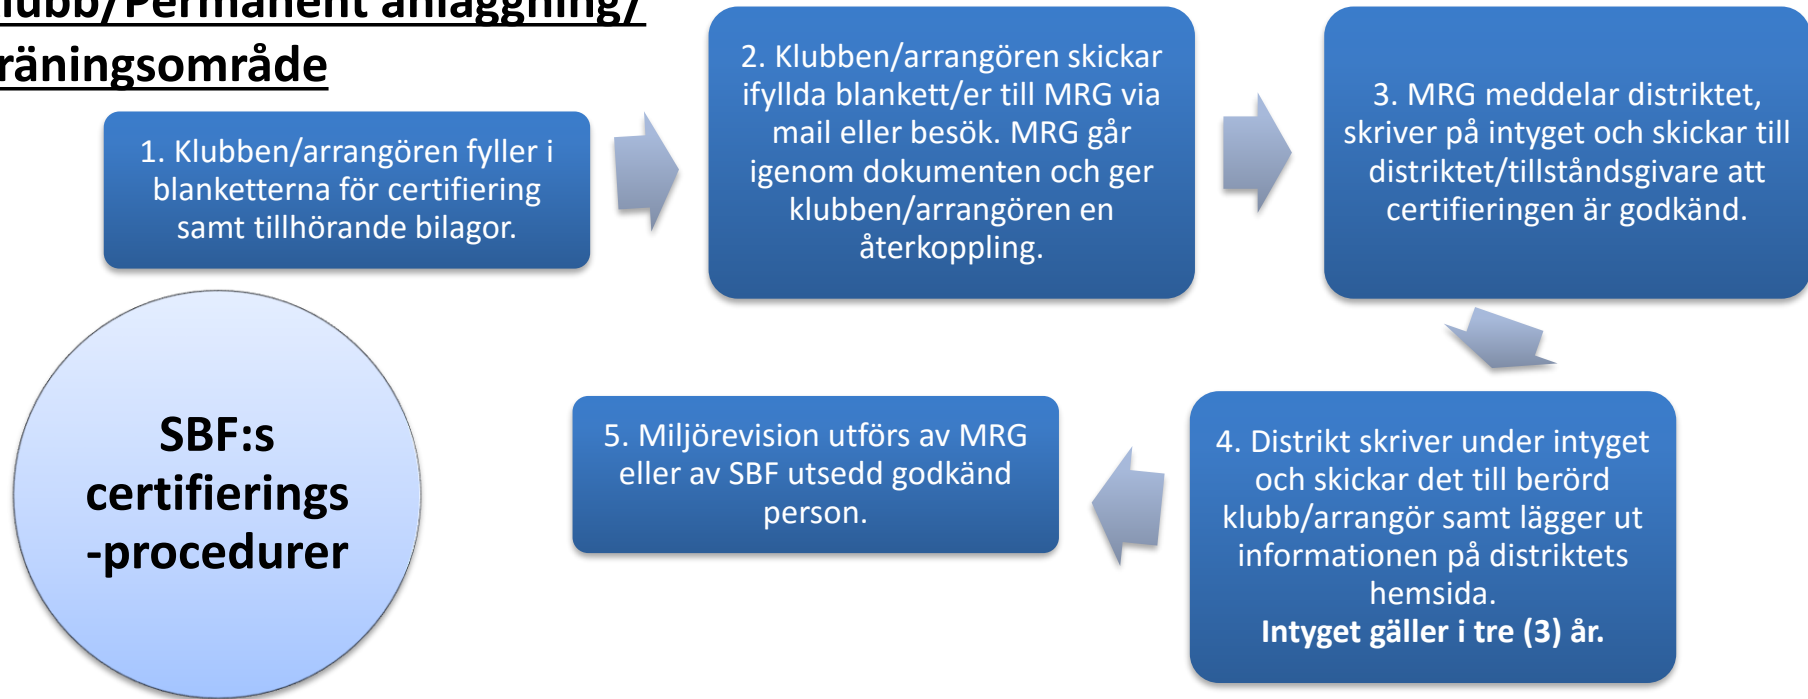 lubb/Permanent anläggning/
räningsområde
1. Klubben/arrangören fyller i
blanketterna för certifiering
samt tillhörande bilagor.
2. Klubben/arrangören skickar
ifyllda blankett/er till MRG via
mail eller besök. MRG går
igenom dokumenten och ger
klubben/arrangören en
återkoppling.
3. MRG meddelar distriktet,
skriver på intyget och skickar till
distriktet/tillståndsgivare att
certifieringen är godkänd.
4. Distrikt skriver under intyget
och skickar det till berörd
klubb/arrangör samt lägger ut
informationen på distriktets
hemsida.
Intyget gäller i tre (3) år.
5. Miljörevision utförs av MRG
eller av SBF utsedd godkänd
person.
SBF:s
certifierings
-procedurer